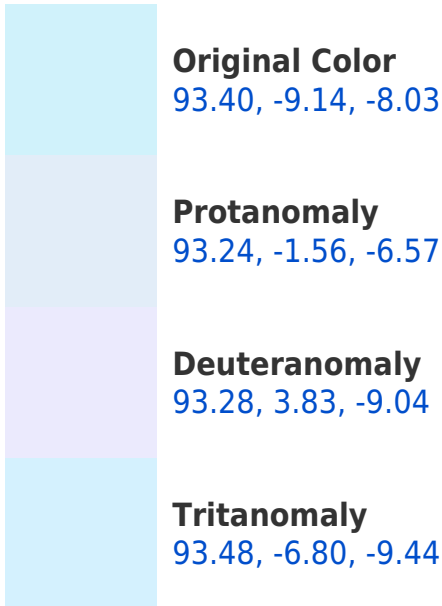 Original Color
93.40, -9.14, -8.03
Protanomaly
93.24, -1.56, -6.57
Deuteranomaly
93.28, 3.83, -9.04
Tritanomaly
93.48, -6.80, -9.44